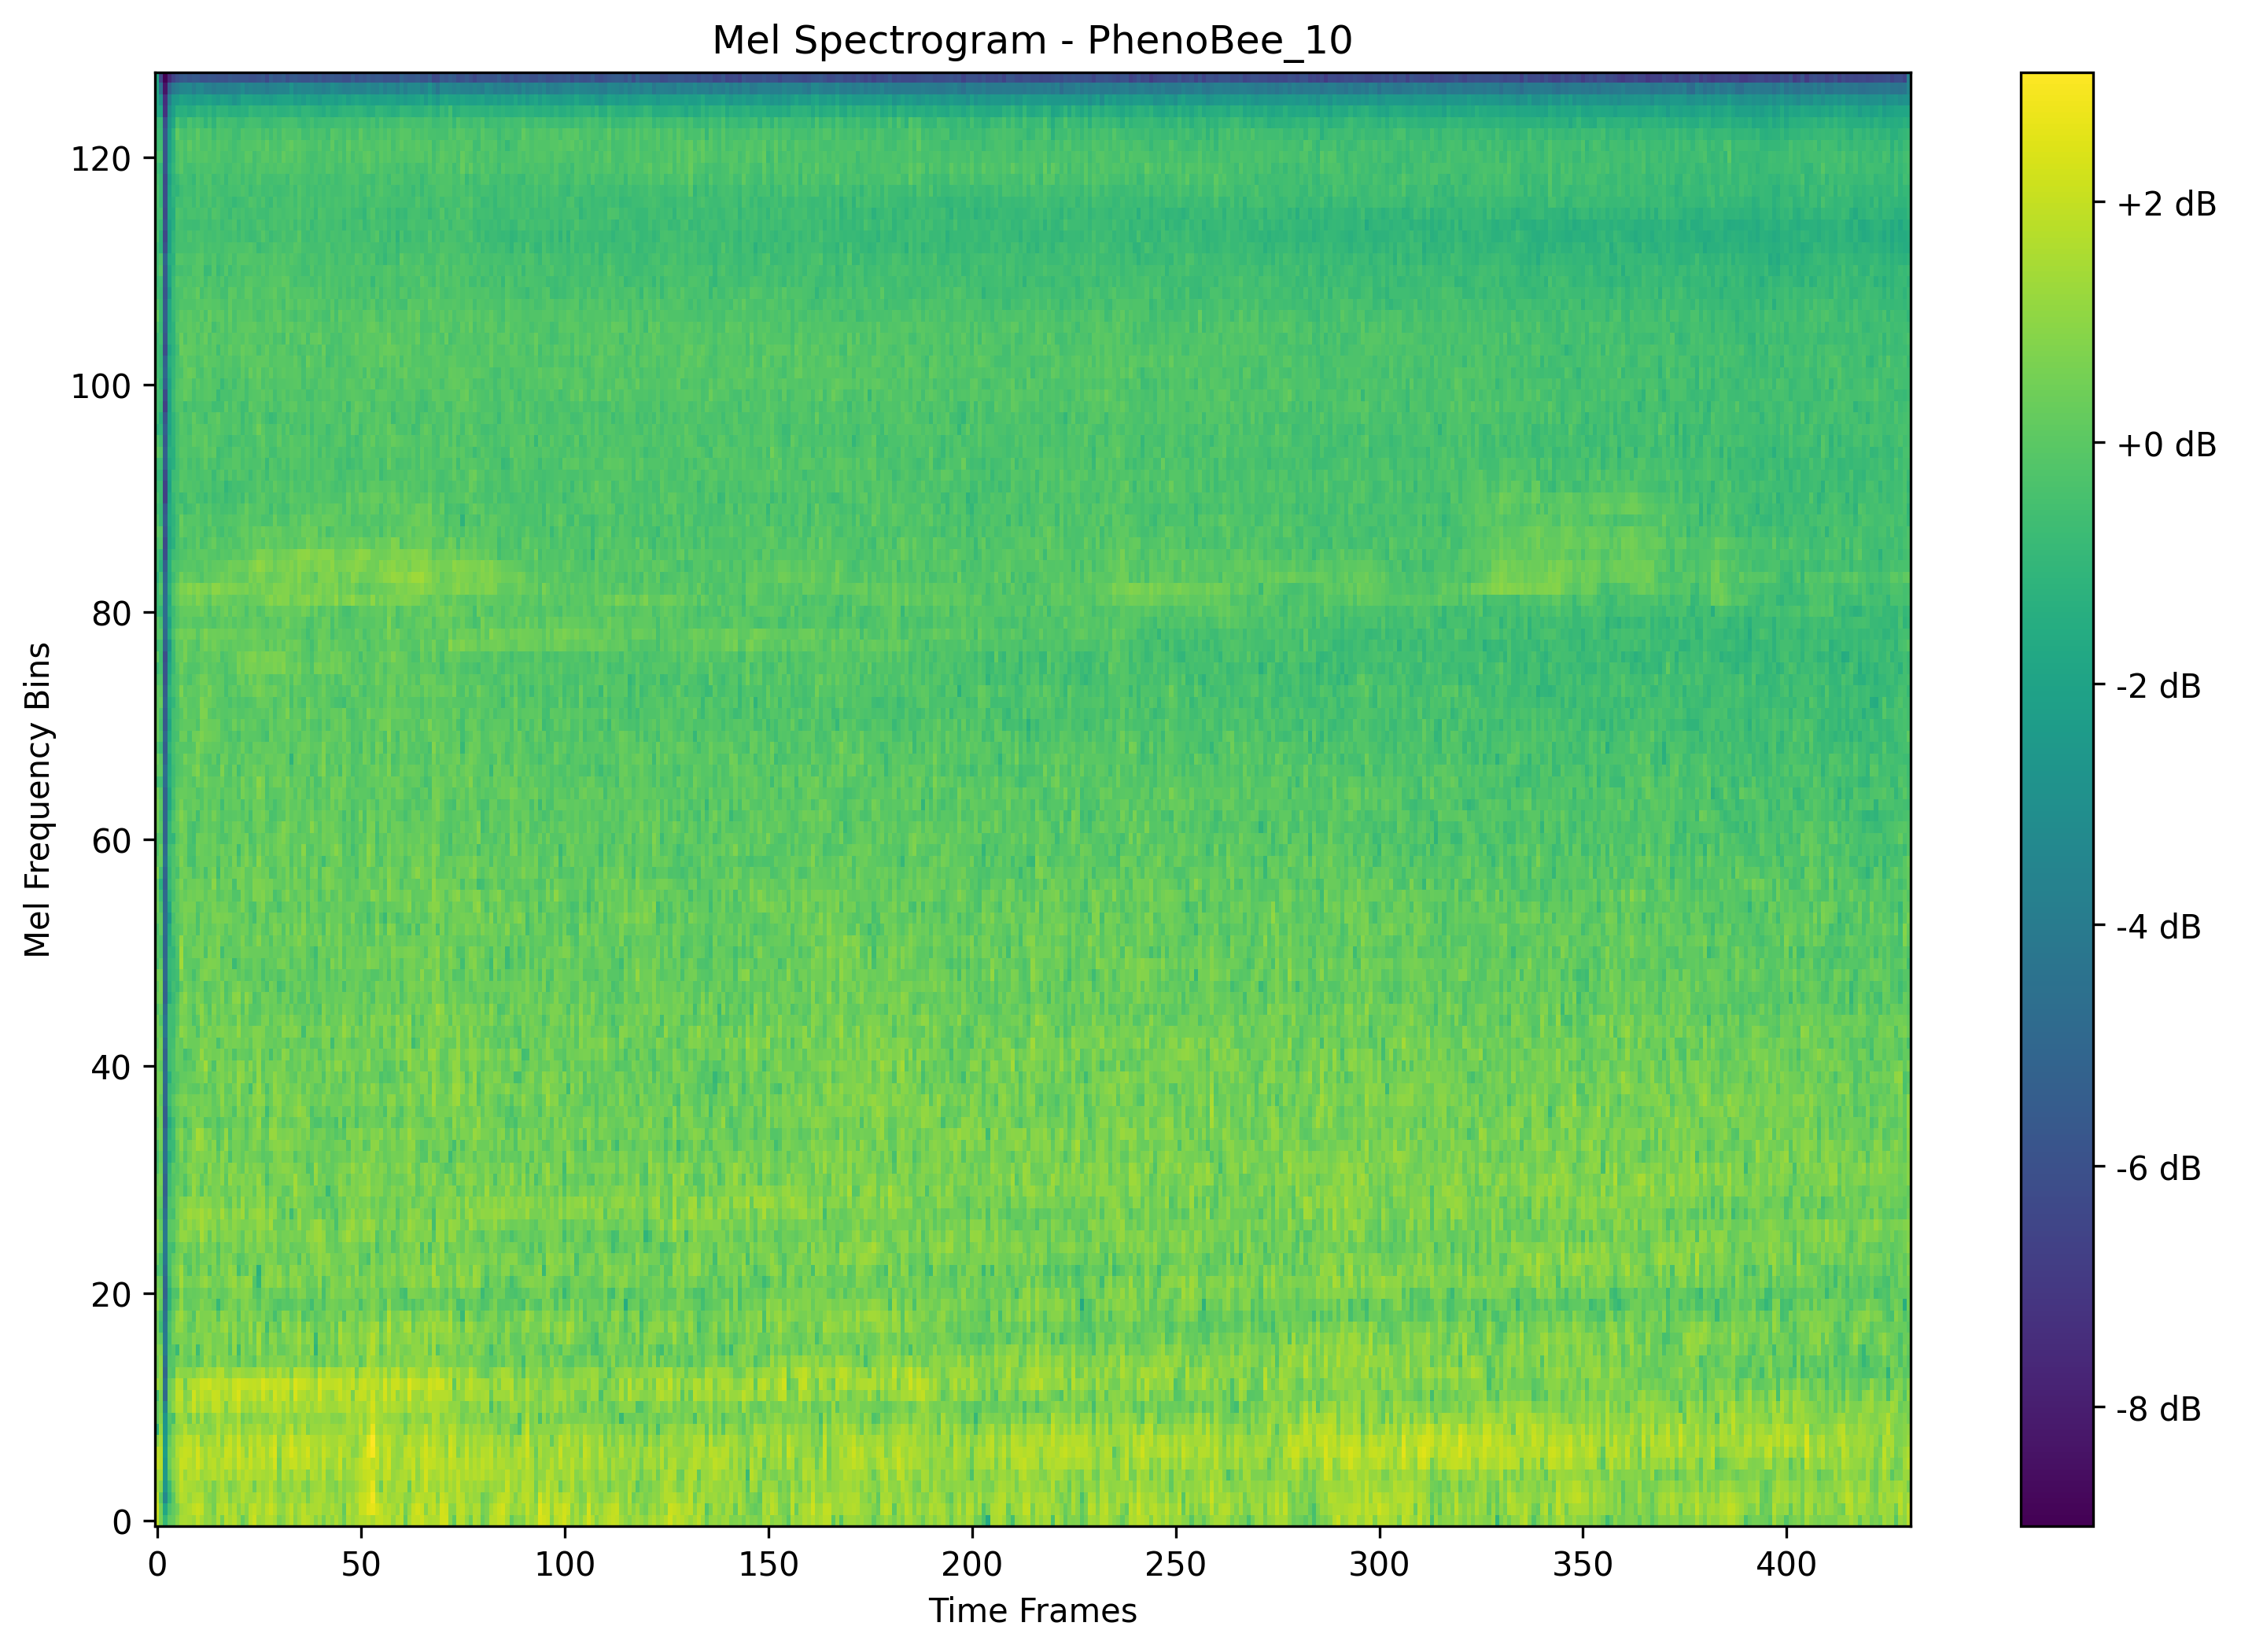 Mel Spectrogram - PhenoBee_10
Mel Frequency Bins
120
100
80
60
40
20
0
0 50 100 150 200 250 300 350 400
Time Frames
+2 dB
+0 dB
-2 dB
-4 dB
-6 dB
-8 dB